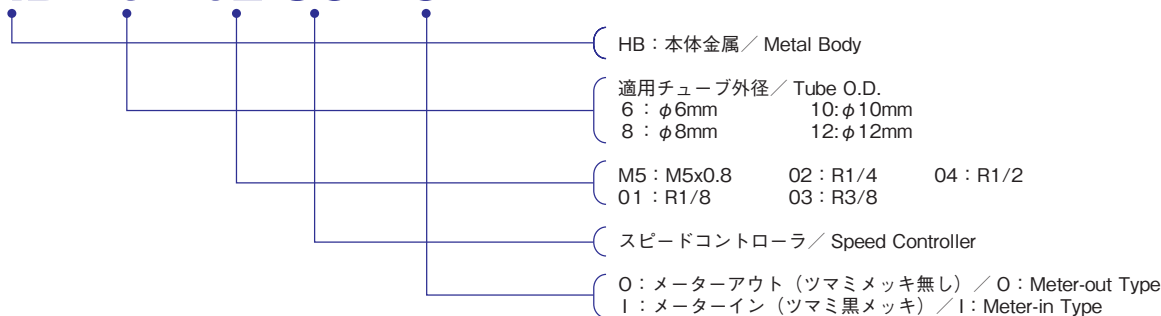 HB：本体金属／ Metal Body
適用チューブ外径／ Tube O.D.
6：φ6mm 10:φ10mm
8：φ8mm 12:φ12mm
M5：M5x0.8 02：R1/4 04：R1/2
01：R1/8 03：R3/8
スピードコントローラ／ Speed Controller
O：メーターアウト（ツマミメッキ無し）／ O：Meter-out Type
I：メーターイン（ツマミ黒メッキ）／ I：Meter-in Type